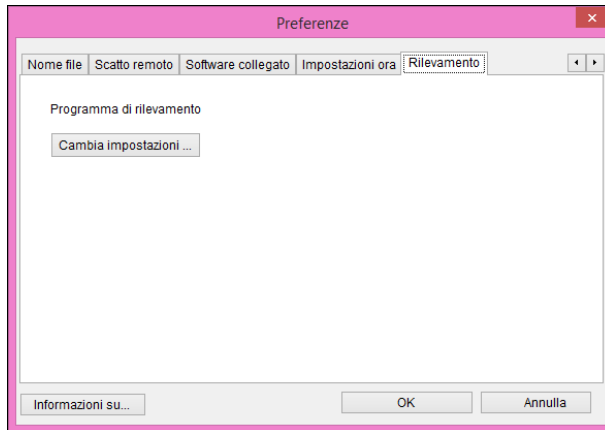 Preferenze
Nome file Scatto remoto Software collegato Impostazioni ora Rilevamento
Programma di rilevamento
Cambia impostazioni ...
Informazioni su... OK Annulla